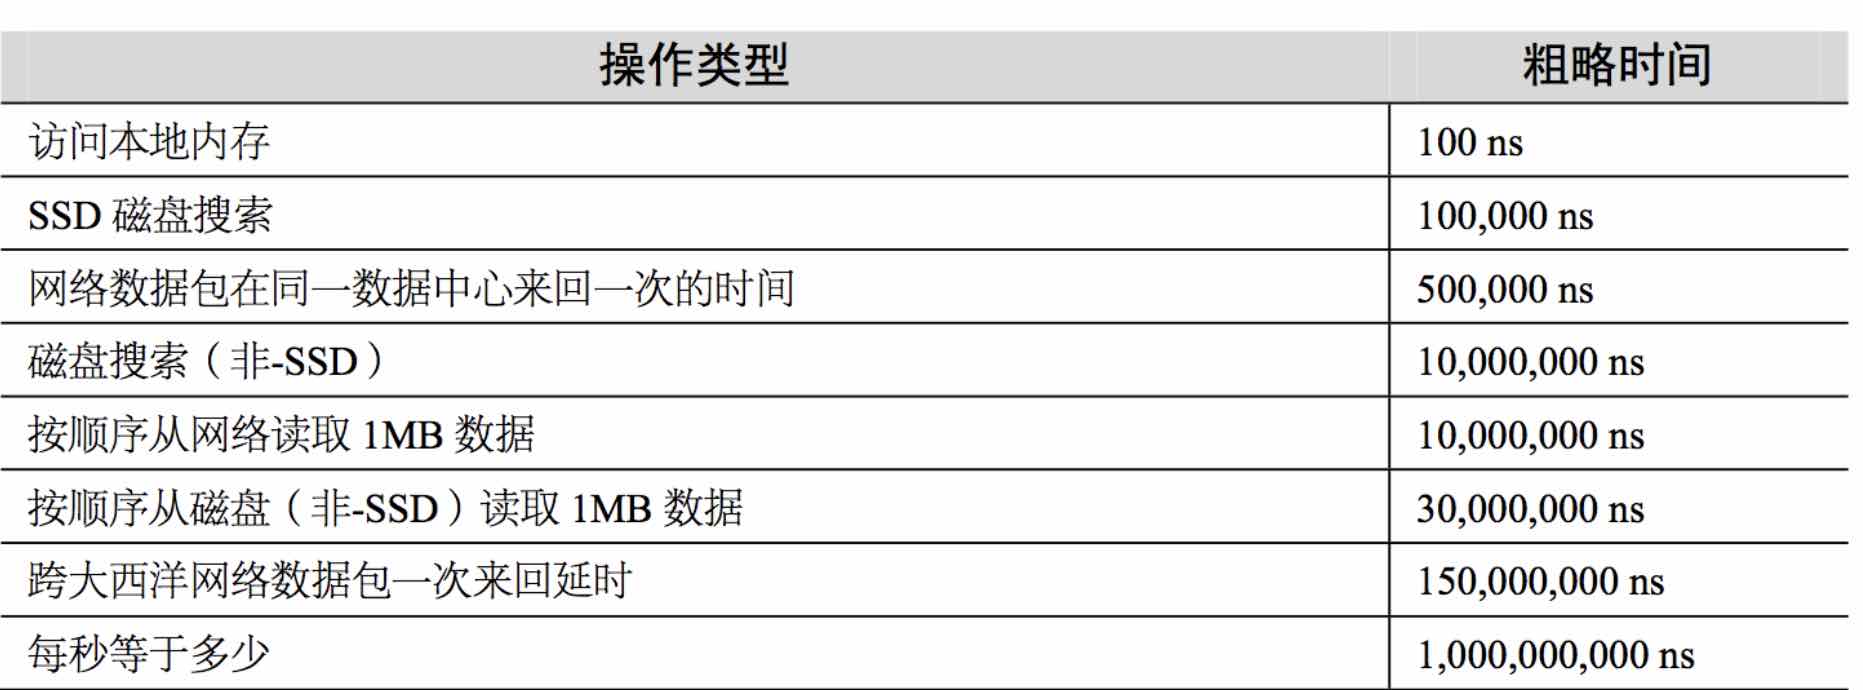 操作类型 粗略时间
访问本地内存 100 ns
SSD 磁盘搜索 100,000 ns
网络数据包在同一数据中心来回一次的时间 500,000 ns
磁盘搜索（非-SSD） 10,000,000 ns
按顺序从网络读取 1MB 数据 10,000,000 ns
按顺序从磁盘（非-SSD）读取 1MB 数据 30,000,000 ns
跨大西洋网络数据包一次来回延时 150,000,000 ns
每秒等于多少 1,000,000,000 ns